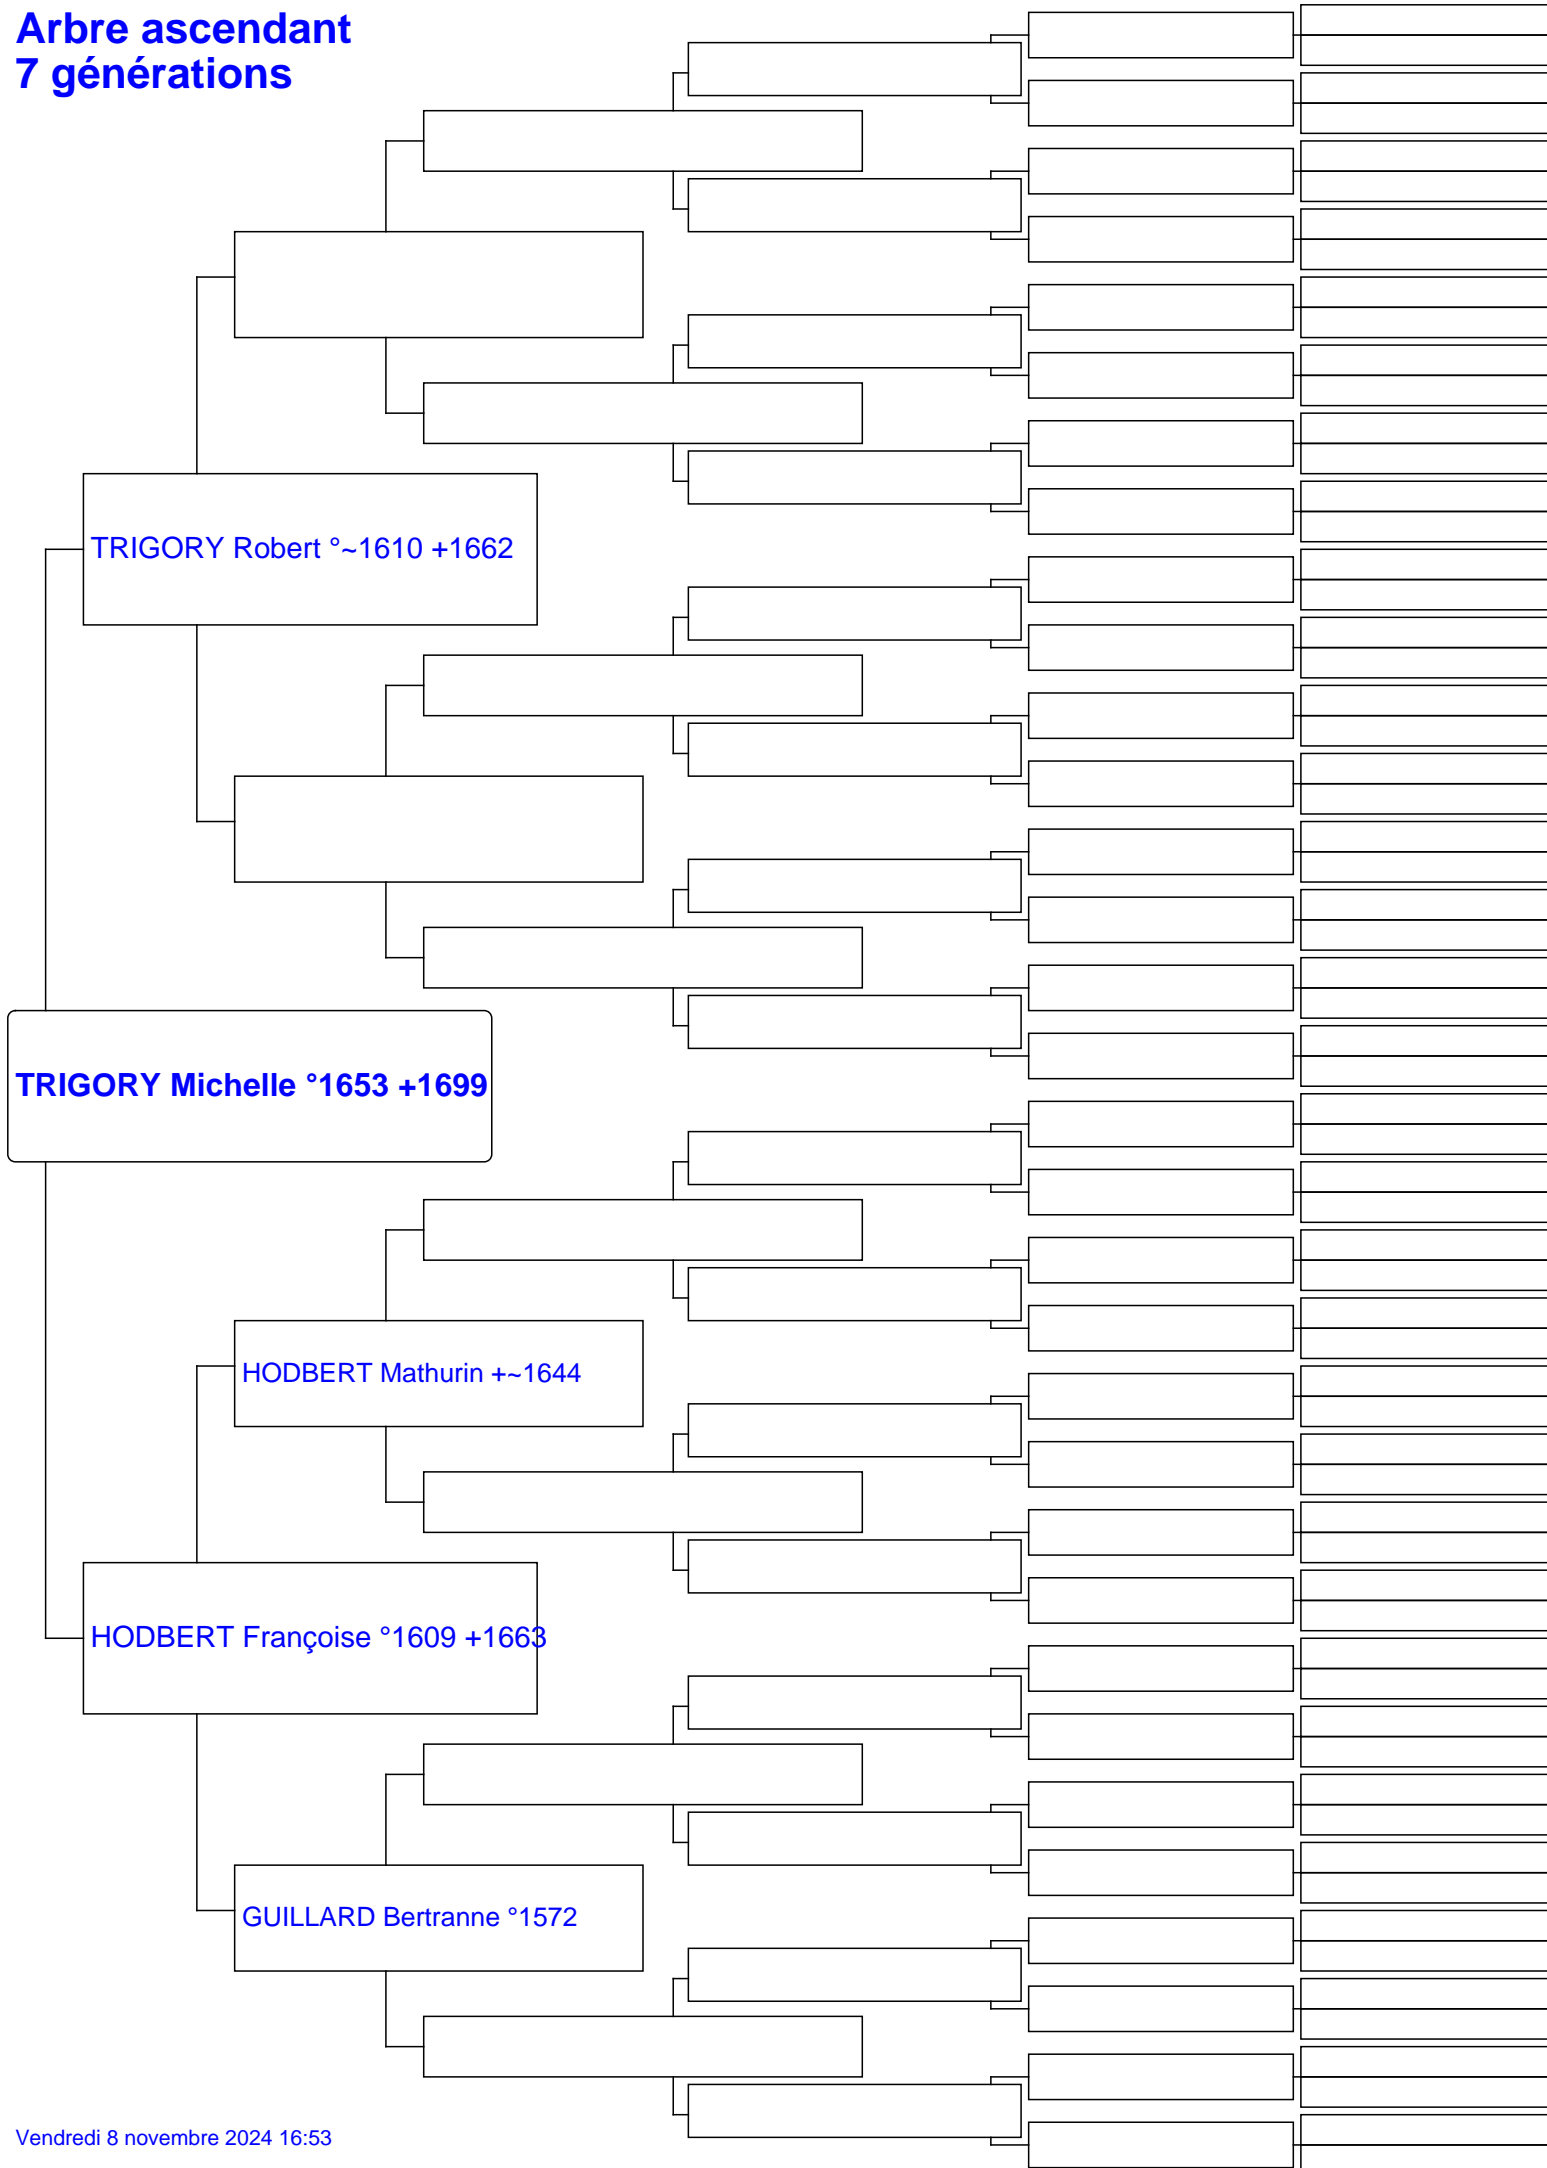 Arbre ascendant
7 générations
TRIGORY Robert °~1610 +1662
TRIGORY Michelle °1653 +1699
HODBERT Mathurin +~1644
HODBERT Françoise °1609 +1663
GUILLARD Bertranne °1572
Vendredi 8 novembre 2024 16:53